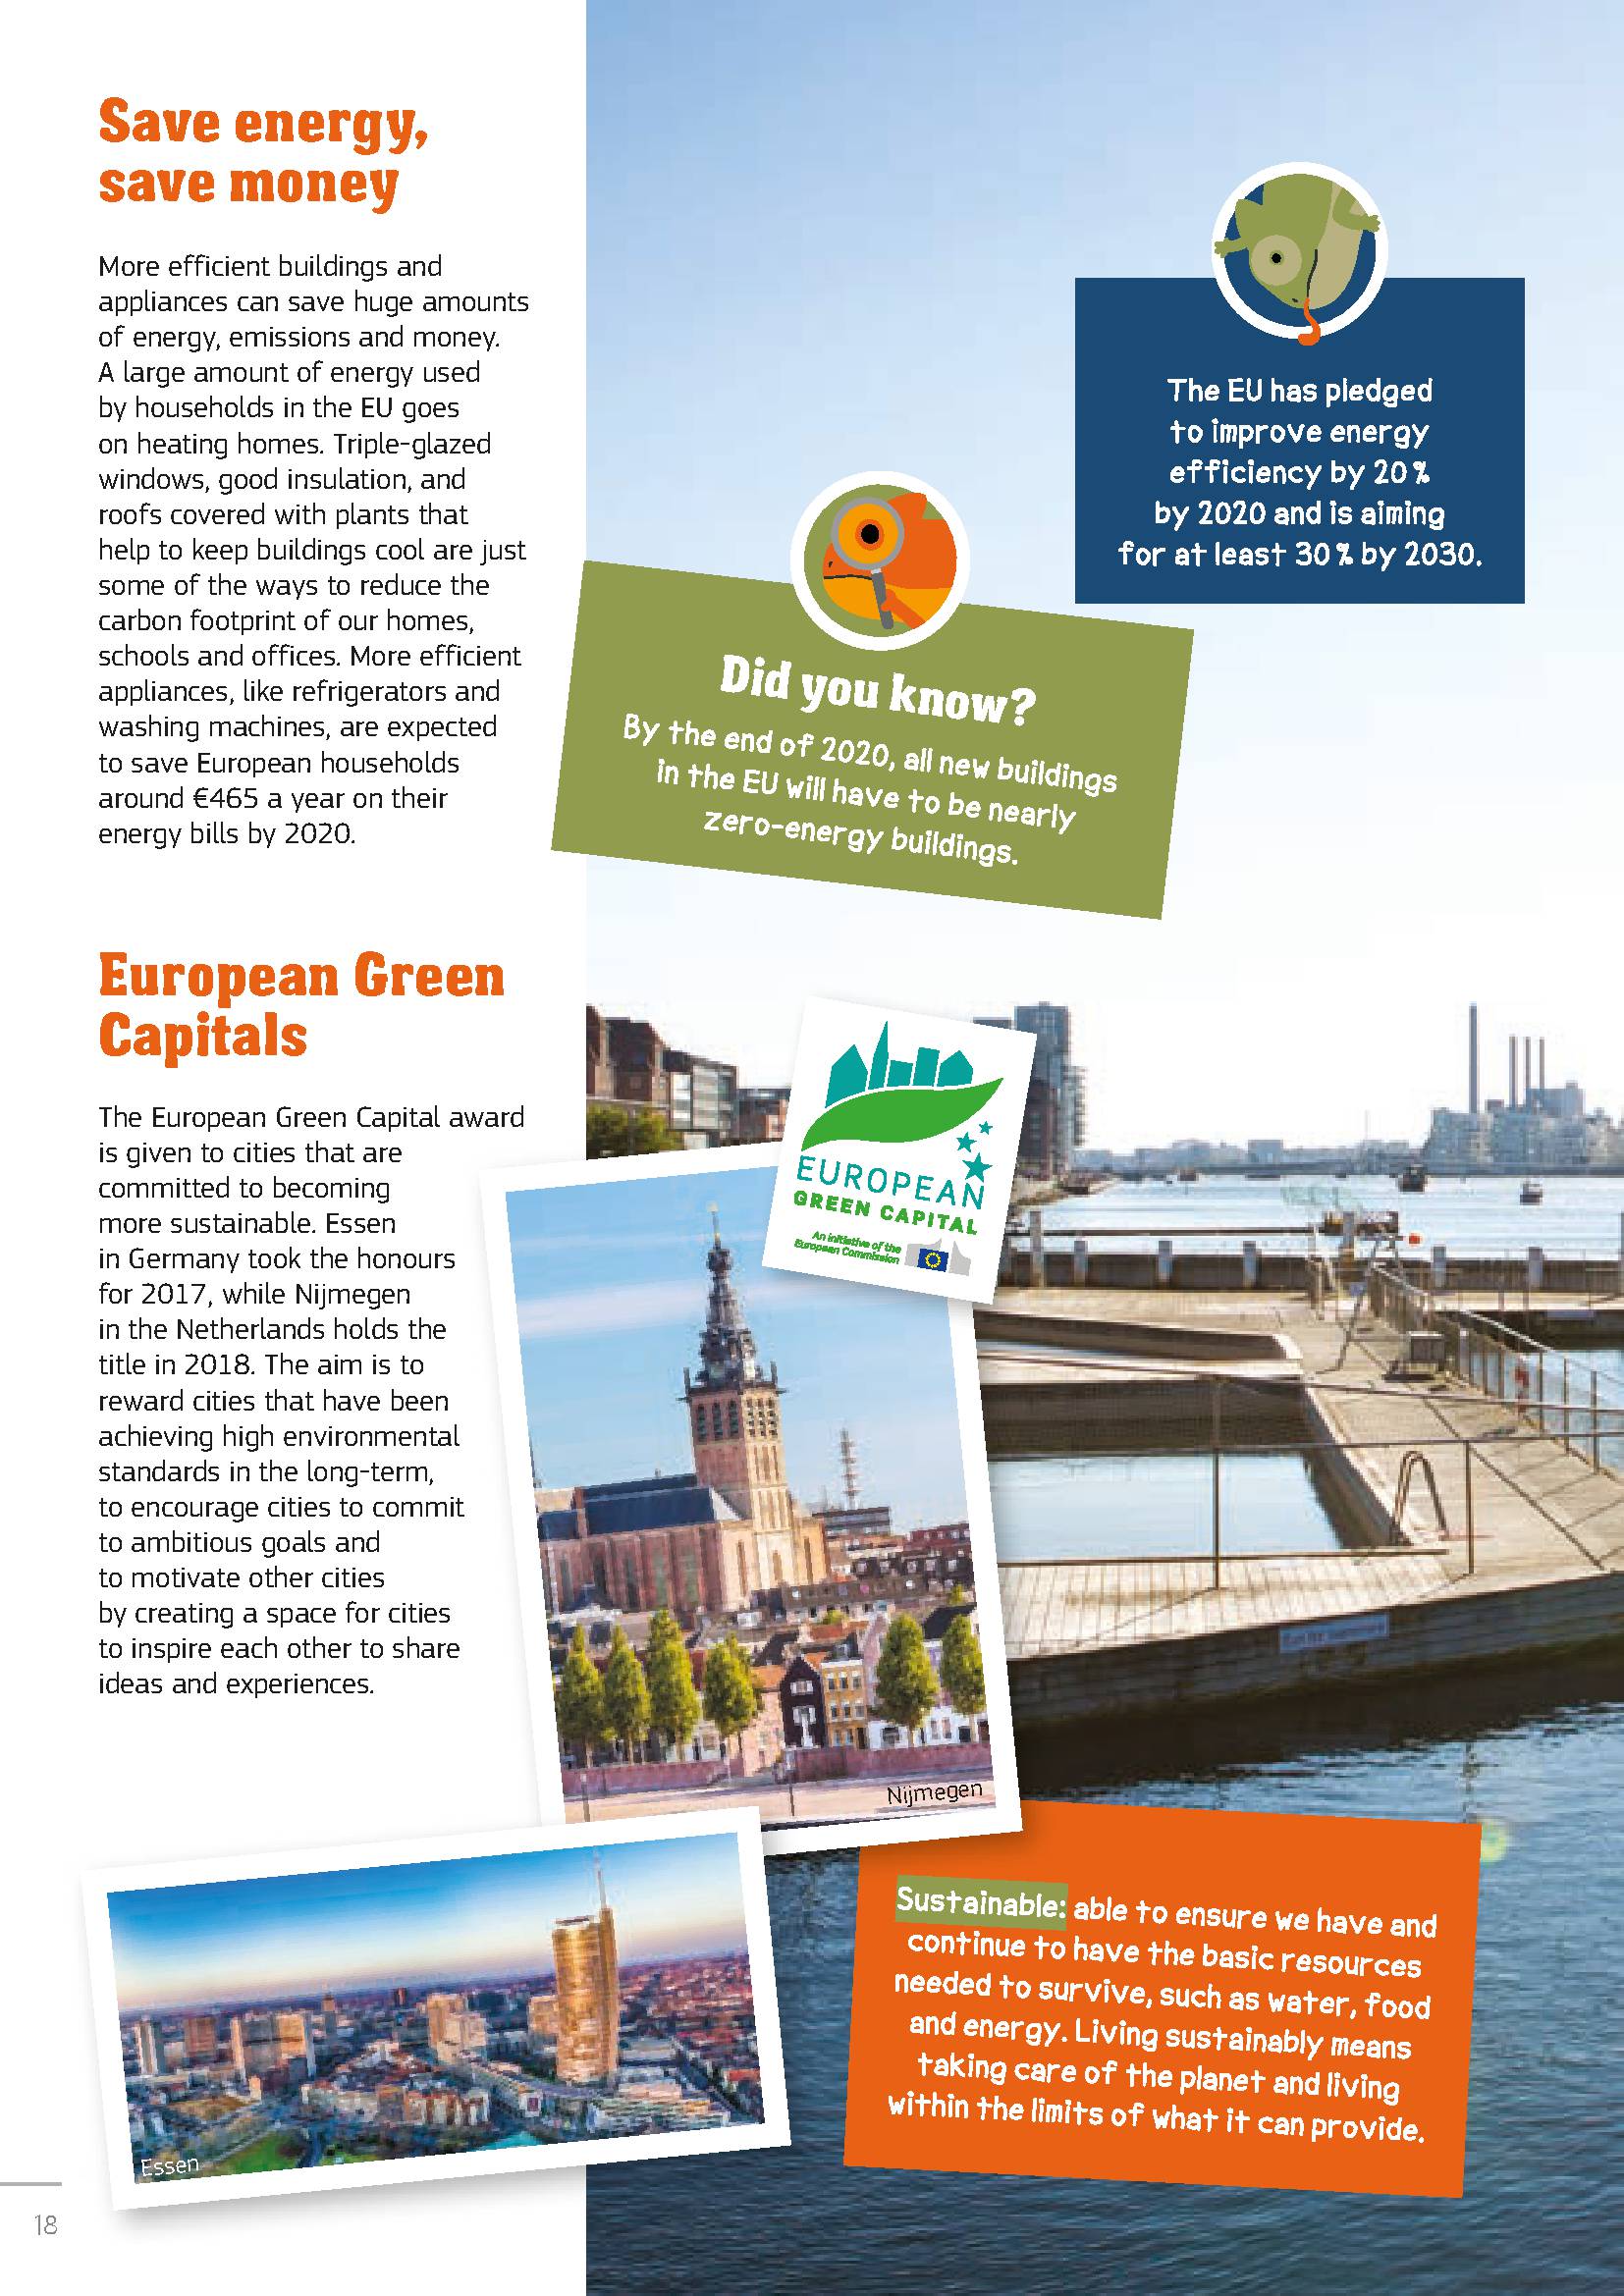 Save energy,
save money
More efficient buildings and
appliances can save huge amounts
of energy, emissions and money.
A large amount of energy used
by households in the EU goes
on heating homes. Triple-glazed
windows, good insulation, and
roofs covered with plants that
help to keep buildings cool are just
some of the ways to reduce the
carbon footprint of our homes,
schools and offices. More efficient
appliances, like refrigerators and
washing machines, are expected
to save European households
around €465 a year on their
energy bills by 2020.
The EU has pledged
to improve energy
efficiency by 20 %
by 2020 and is aiming
for at least 30 % by 2030.
Did you know?
By the end of 2020, all new buildings
in the EU will have to be nearly
zero-energy buildings.
European Green
Capitals
The European Green Capital award
is given to cities that are
committed to becoming
more sustainable. Essen
in Germany took the honours
for 2017, while Nijmegen
in the Netherlands holds the
title in 2018. The aim is to
reward cities that have been
achieving high environmental
standards in the long-term,
to encourage cities to commit
to ambitious goals and
to motivate other cities
by creating a space for cities
to inspire each other to share
ideas and experiences.
EUROPEAN
GREEN CAPITAL
An initiative of the
European Commission
Nijmegen
Essen
Sustainable: able to ensure we have and
continue to have the basic resources
needed to survive, such as water, food
and energy. Living sustainably means
taking care of the planet and living
within the limits of what it can provide.
18